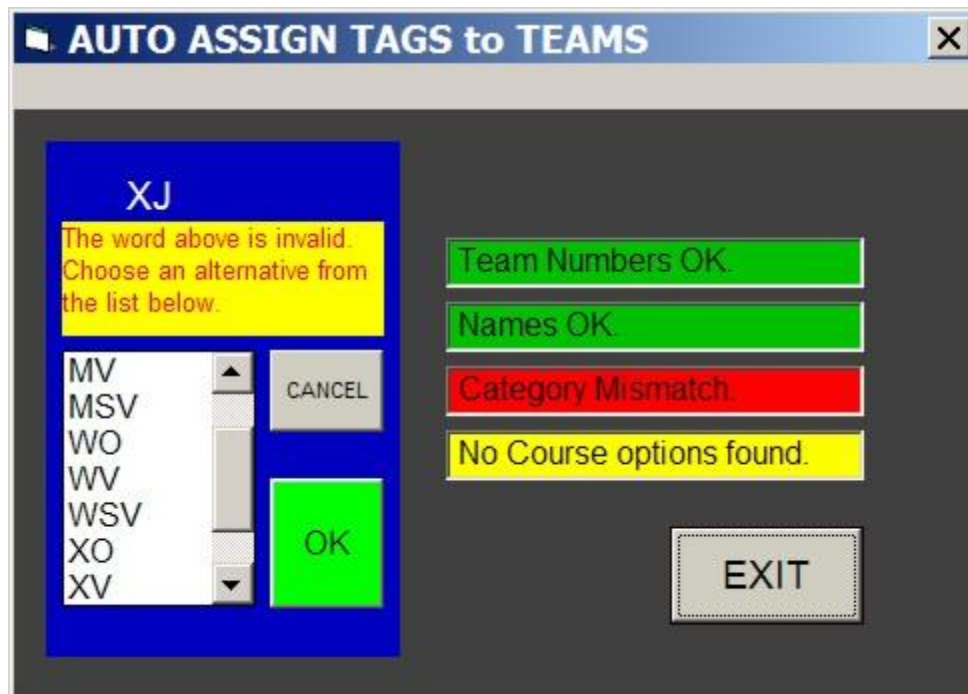 AUTO ASSIGN TAGS to TEAMS
XJ
The word above is invalid.
Choose an alternative from
the list below.
MV
MSV
WO
WV
WSV
XO
XV
CANCEL
OK
Team Numbers OK.
Names OK.
Category Mismatch.
No Course options found.
EXIT